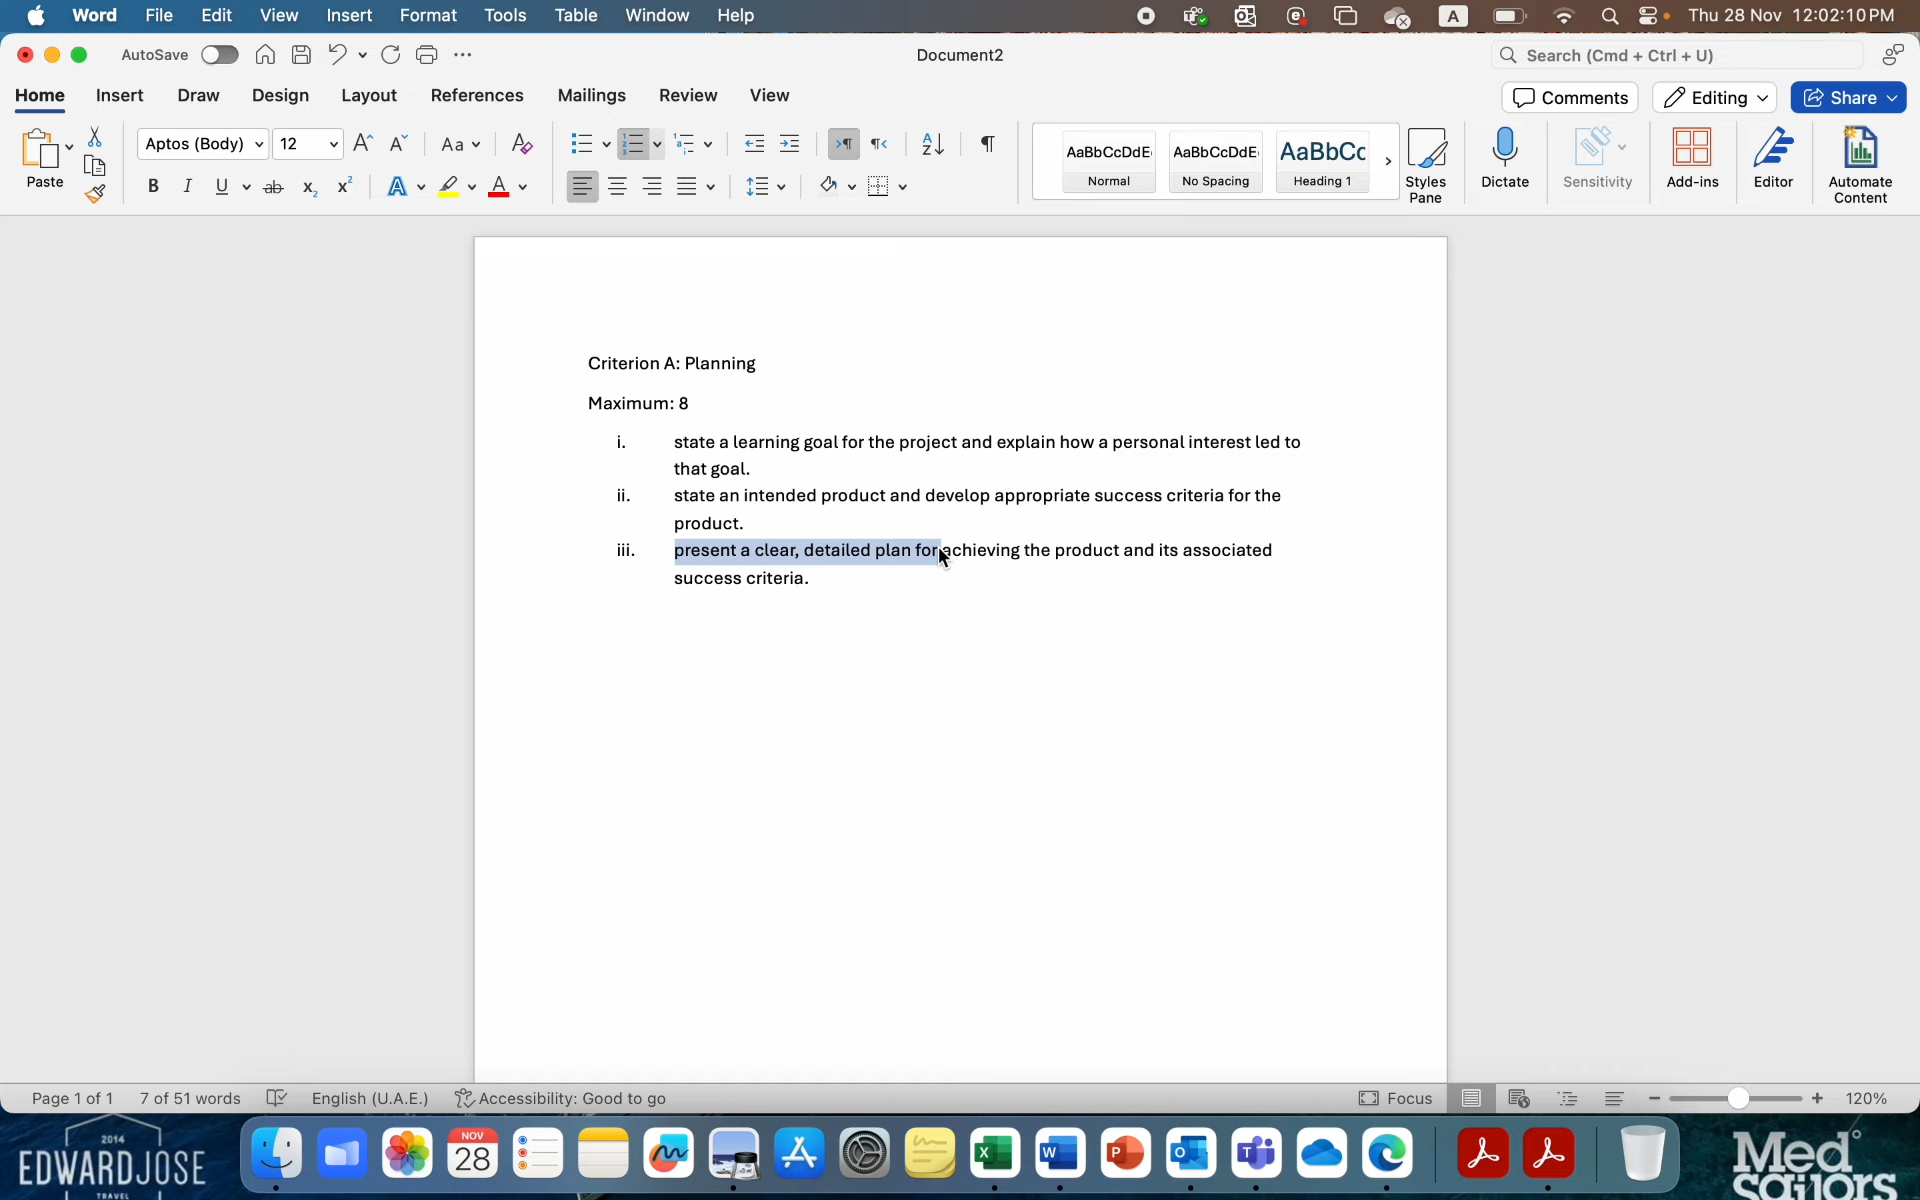 Word File Edit View Insert Format Tools Table Window Help A Thu 28 Nov 12:02:10 PM
AutoSave Document2 Search (Cmd + Ctrl + U)
Home Insert Draw Design Layout References Mailings Review View Comments Editing Share
Paste Aptos (Body) 12 Aa AaBbCcDdE AaBbCcDdE AaBbCc Normal No Spacing Heading 1 Styles Pane Dictate Sensitivity Add-ins Editor Automate Content
Criterion A: Planning
Maximum: 8
i. state a learning goal for the project and explain how a personal interest led to
that goal.
ii. state an intended product and develop appropriate success criteria for the
product.
iii. present a clear, detailed plan for achieving the product and its associated
success criteria.
Page 1 of 1 7 of 51 words English (U.A.E.) Accessibility: Good to go Focus 120%
2014
EDWARDJOSE
TRAVEL
NOV
28
Med
sailors